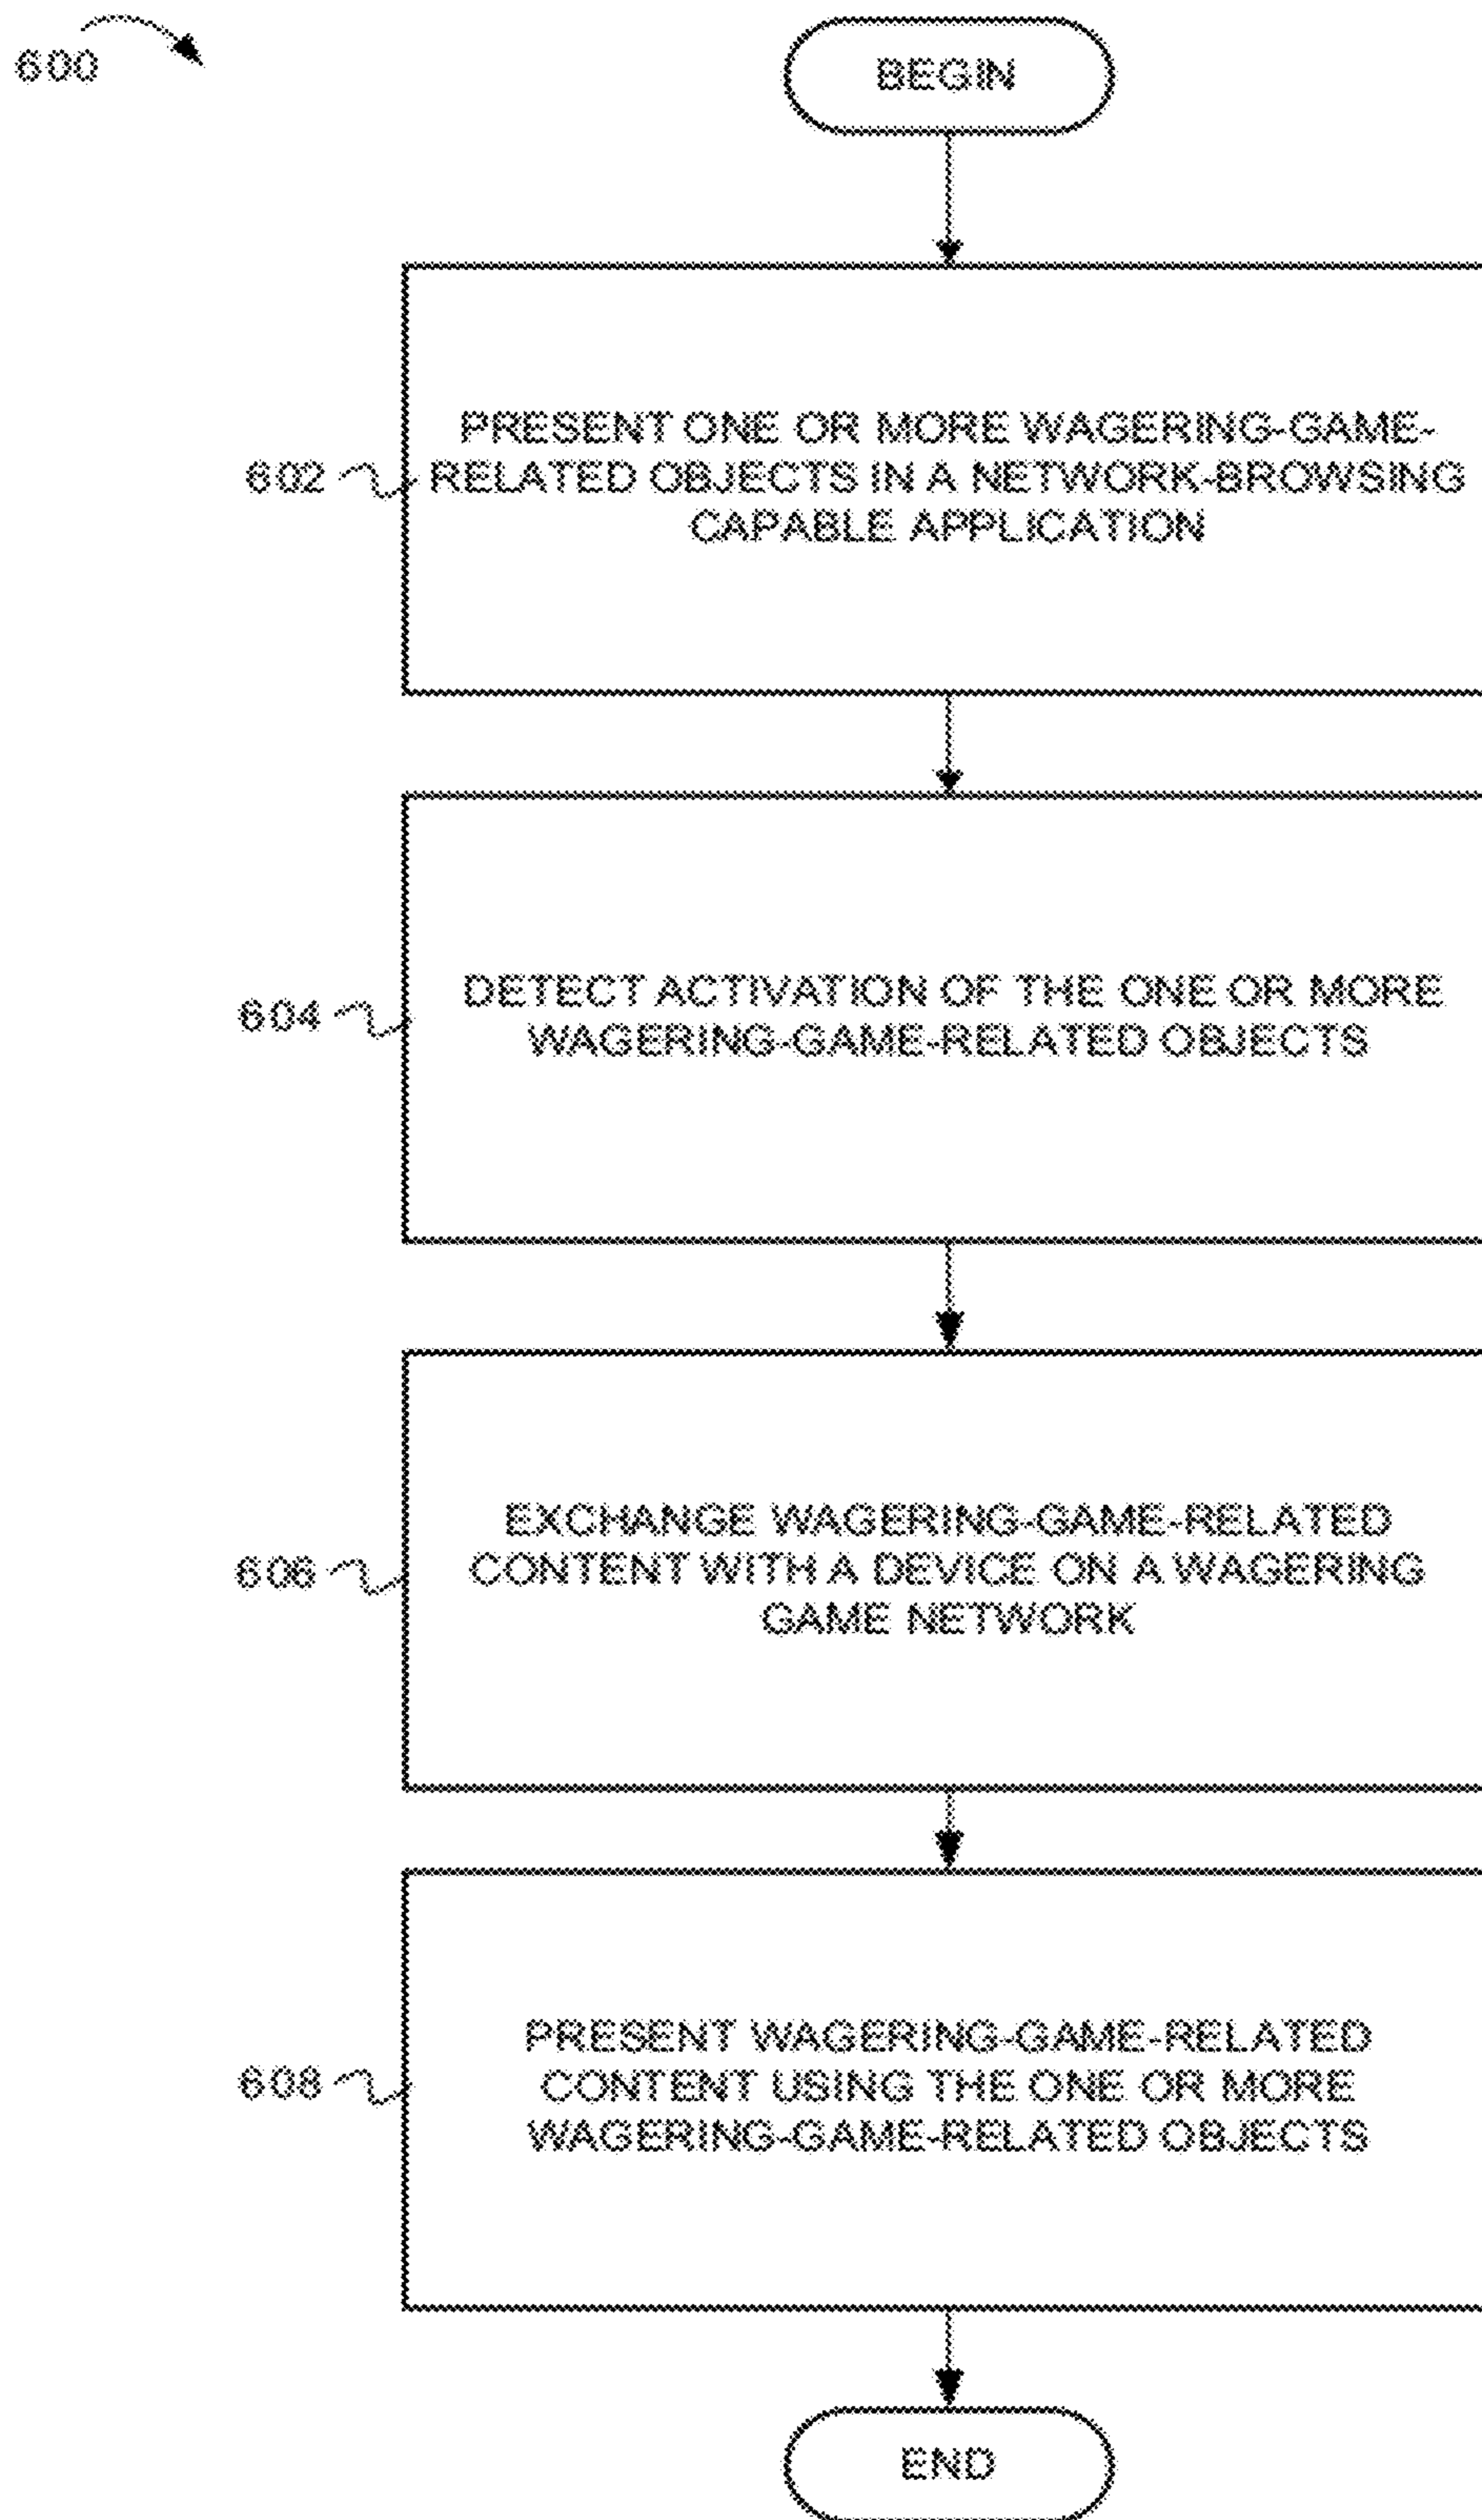 600
BEGIN
PRESENT ONE OR MORE WAGERING-GAME-
602
RELATED OBJECTS IN A NETWORK-BROWSING
CAPABLE APPLICATION
DETECT ACTIVATION OF THE ONE OR MORE
604
WAGERING-GAME-RELATED OBJECTS
EXCHANGE WAGERING-GAME-RELATED
606
CONTENT WITH A DEVICE ON A WAGERING
GAME NETWORK
PRESENT WAGERING-GAME-RELATED
608
CONTENT USING THE ONE OR MORE
WAGERING-GAME-RELATED OBJECTS
END